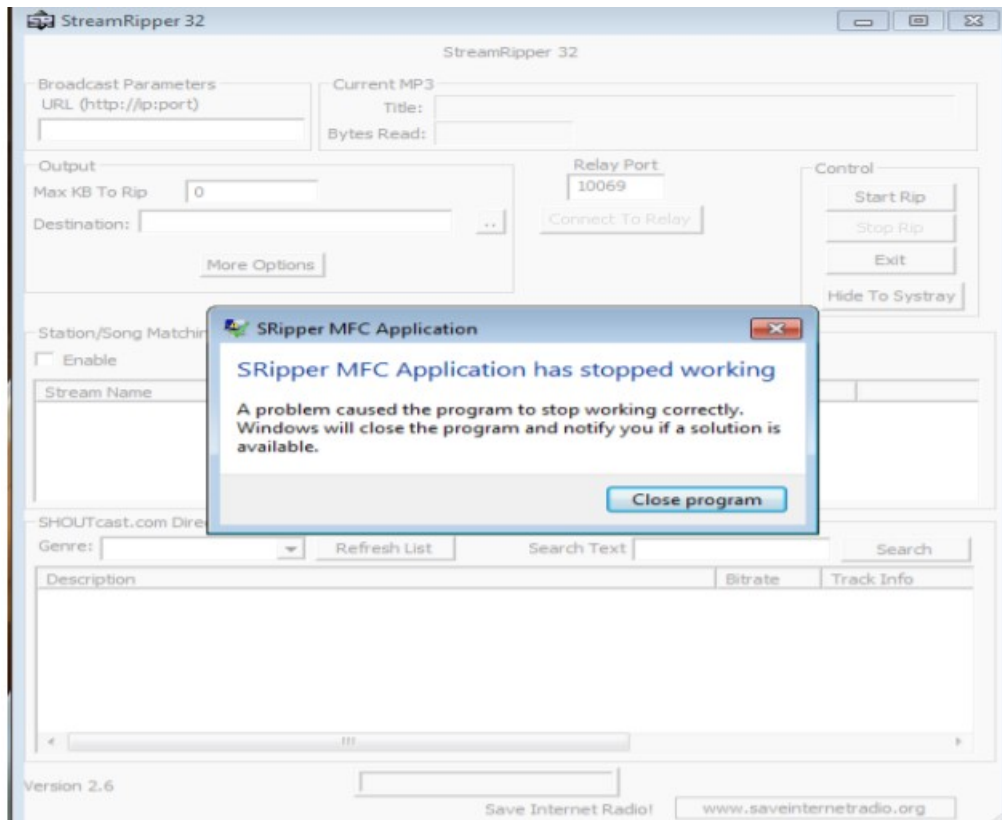 StreamRipper 32
StreamRipper 32
Broadcast Parameters
URL (http://ip:port)
Current MP3
Title:
Bytes Read:
Output
Max KB To Rip 0
Destination: ..
More Options
Relay Port
10069
Connect To Relay
Control
Start Rip
Stop Rip
Exit
Hide To Systray
Station/Song Matchin
Enable
Stream Name
SRipper MFC Application
SRipper MFC Application has stopped working
A problem caused the program to stop working correctly.
Windows will close the program and notify you if a solution is
available.
Close program
SHOUTcast.com Dire
Genre: Refresh List Search Text Search
Description Bitrate Track Info
Version 2.6
Save Internet Radio! www.saveinternetradio.org